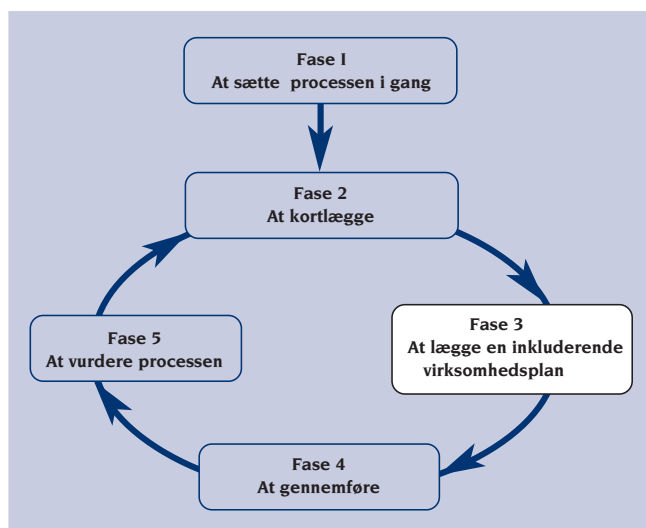 Fase 1
At sætte processen i gang
Fase 2
At kortlægge
Fase 3
At lægge en inkluderende
virksomhedsplan
Fase 4
At gennemføre
Fase 5
At vurdere processen